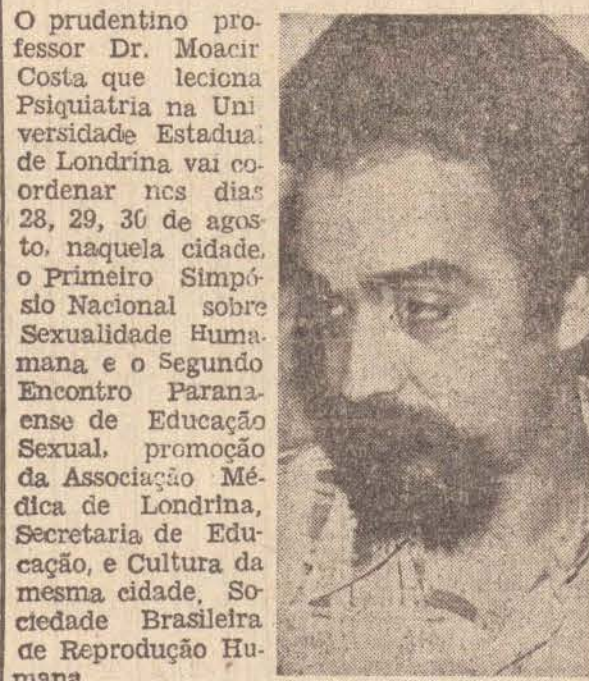 O prudentino pro-
fessor Dr. Moacir
Costa que leciona
Psiquiatria na Uni
versidade Estadual
de Londrina vai co-
ordenar nos dias
28, 29, 30 de agos-
to, naquela cidade,
o Primeiro Simpó-
sio Nacional sobre
Sexualidade Huma-
mana e o Segundo
Encontro Parana-
ense de Educação
Sexual, promoção
da Associação Mé-
dica de Londrina,
Secretaria de Edu-
cação, e Cultura da
mesma cidade, So-
ciedade Brasileira
de Reprodução Hu-
mana